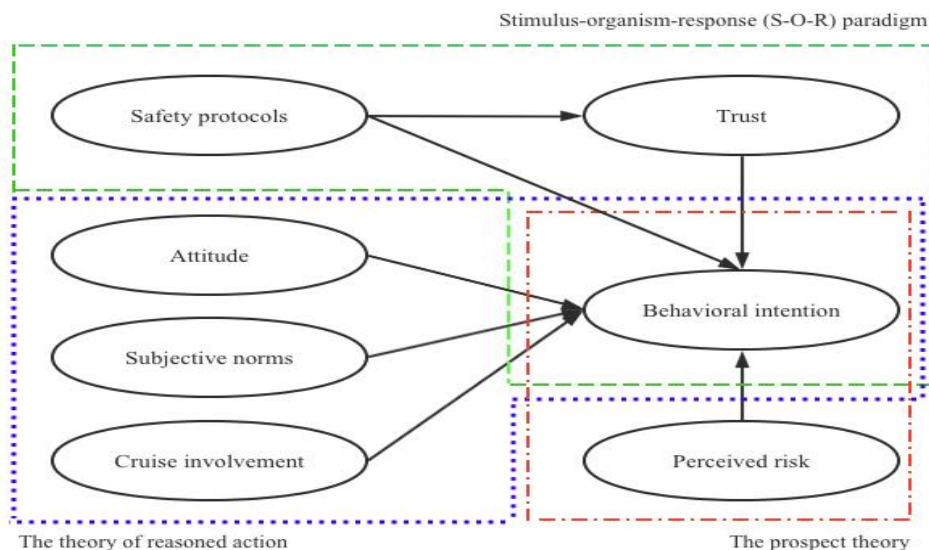 Stimulus-organism-response (S-O-R) paradigm
Safety protocols
Trust
Attitude
Behavioral intention
Subjective norms
Cruise involvement
Perceived risk
The theory of reasoned action
The prospect theory